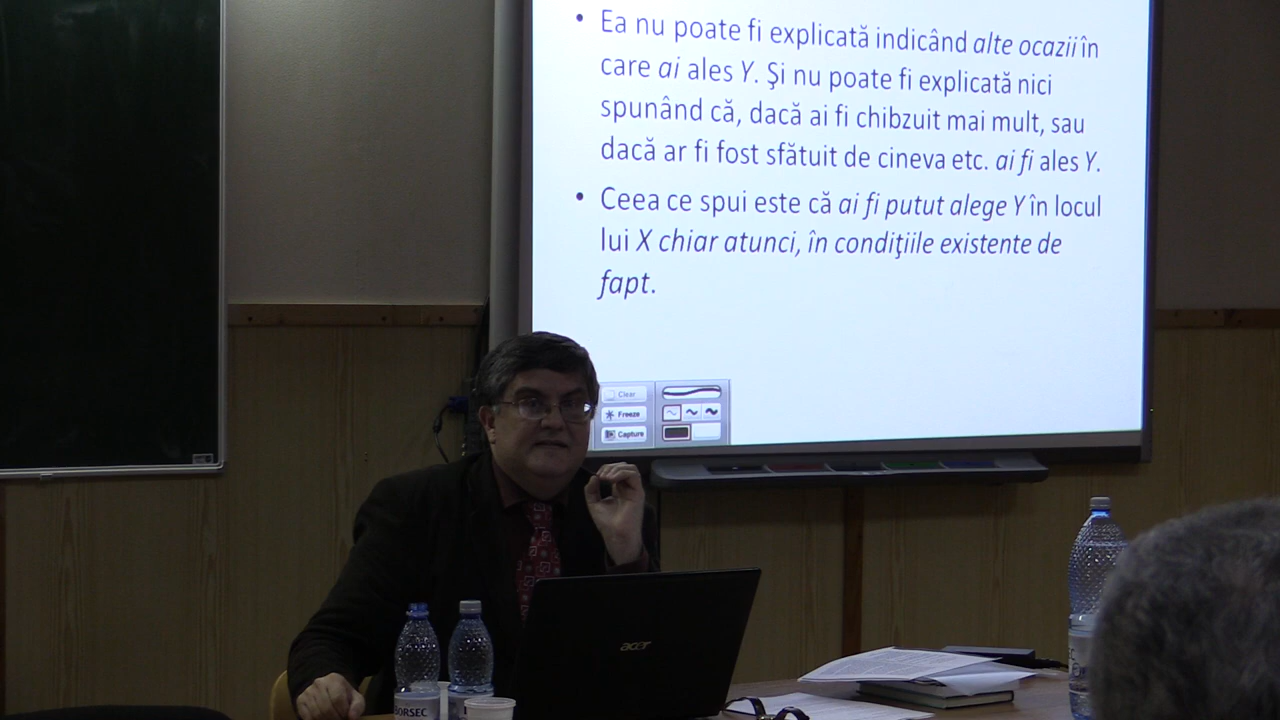 • Ea nu poate fi explicată indicând alte ocazii în
care ai ales Y. Şi nu poate fi explicată nici
spunând că, dacă ai fi chibzuit mai mult, sau
dacă ar fi fost sfătuit de cineva etc. ai fi ales Y.
• Ceea ce spui este că ai fi putut alege Y în locul
lui X chiar atunci, în condiţiile existente de
fapt.
Clear
Freeze
Capture
acer
BORSEC